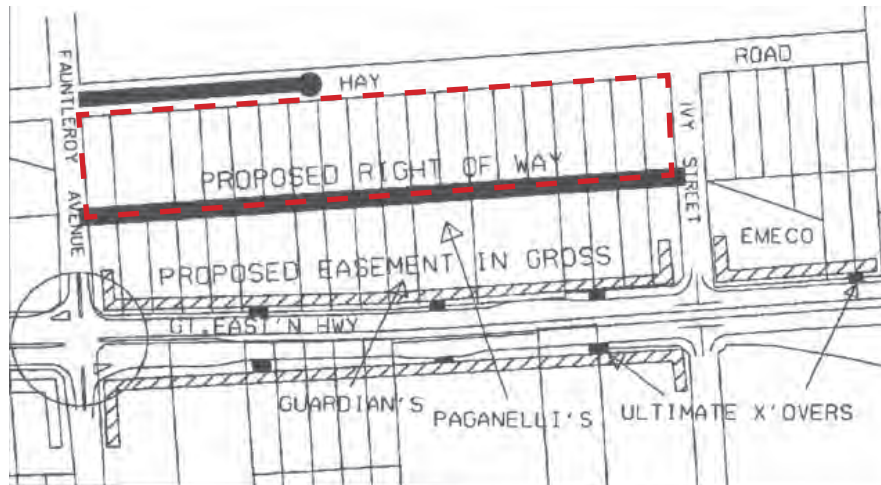 FAUNTLEROY AVENUE
HAY
ROAD
IVY STREET
PROPOSED RIGHT OF WAY
EMECO
PROPOSED EASEMENT IN GROSS
GT.EAST'N HWY
GUARDIAN'S
PAGANELLI'S
ULTIMATE X'OVERS